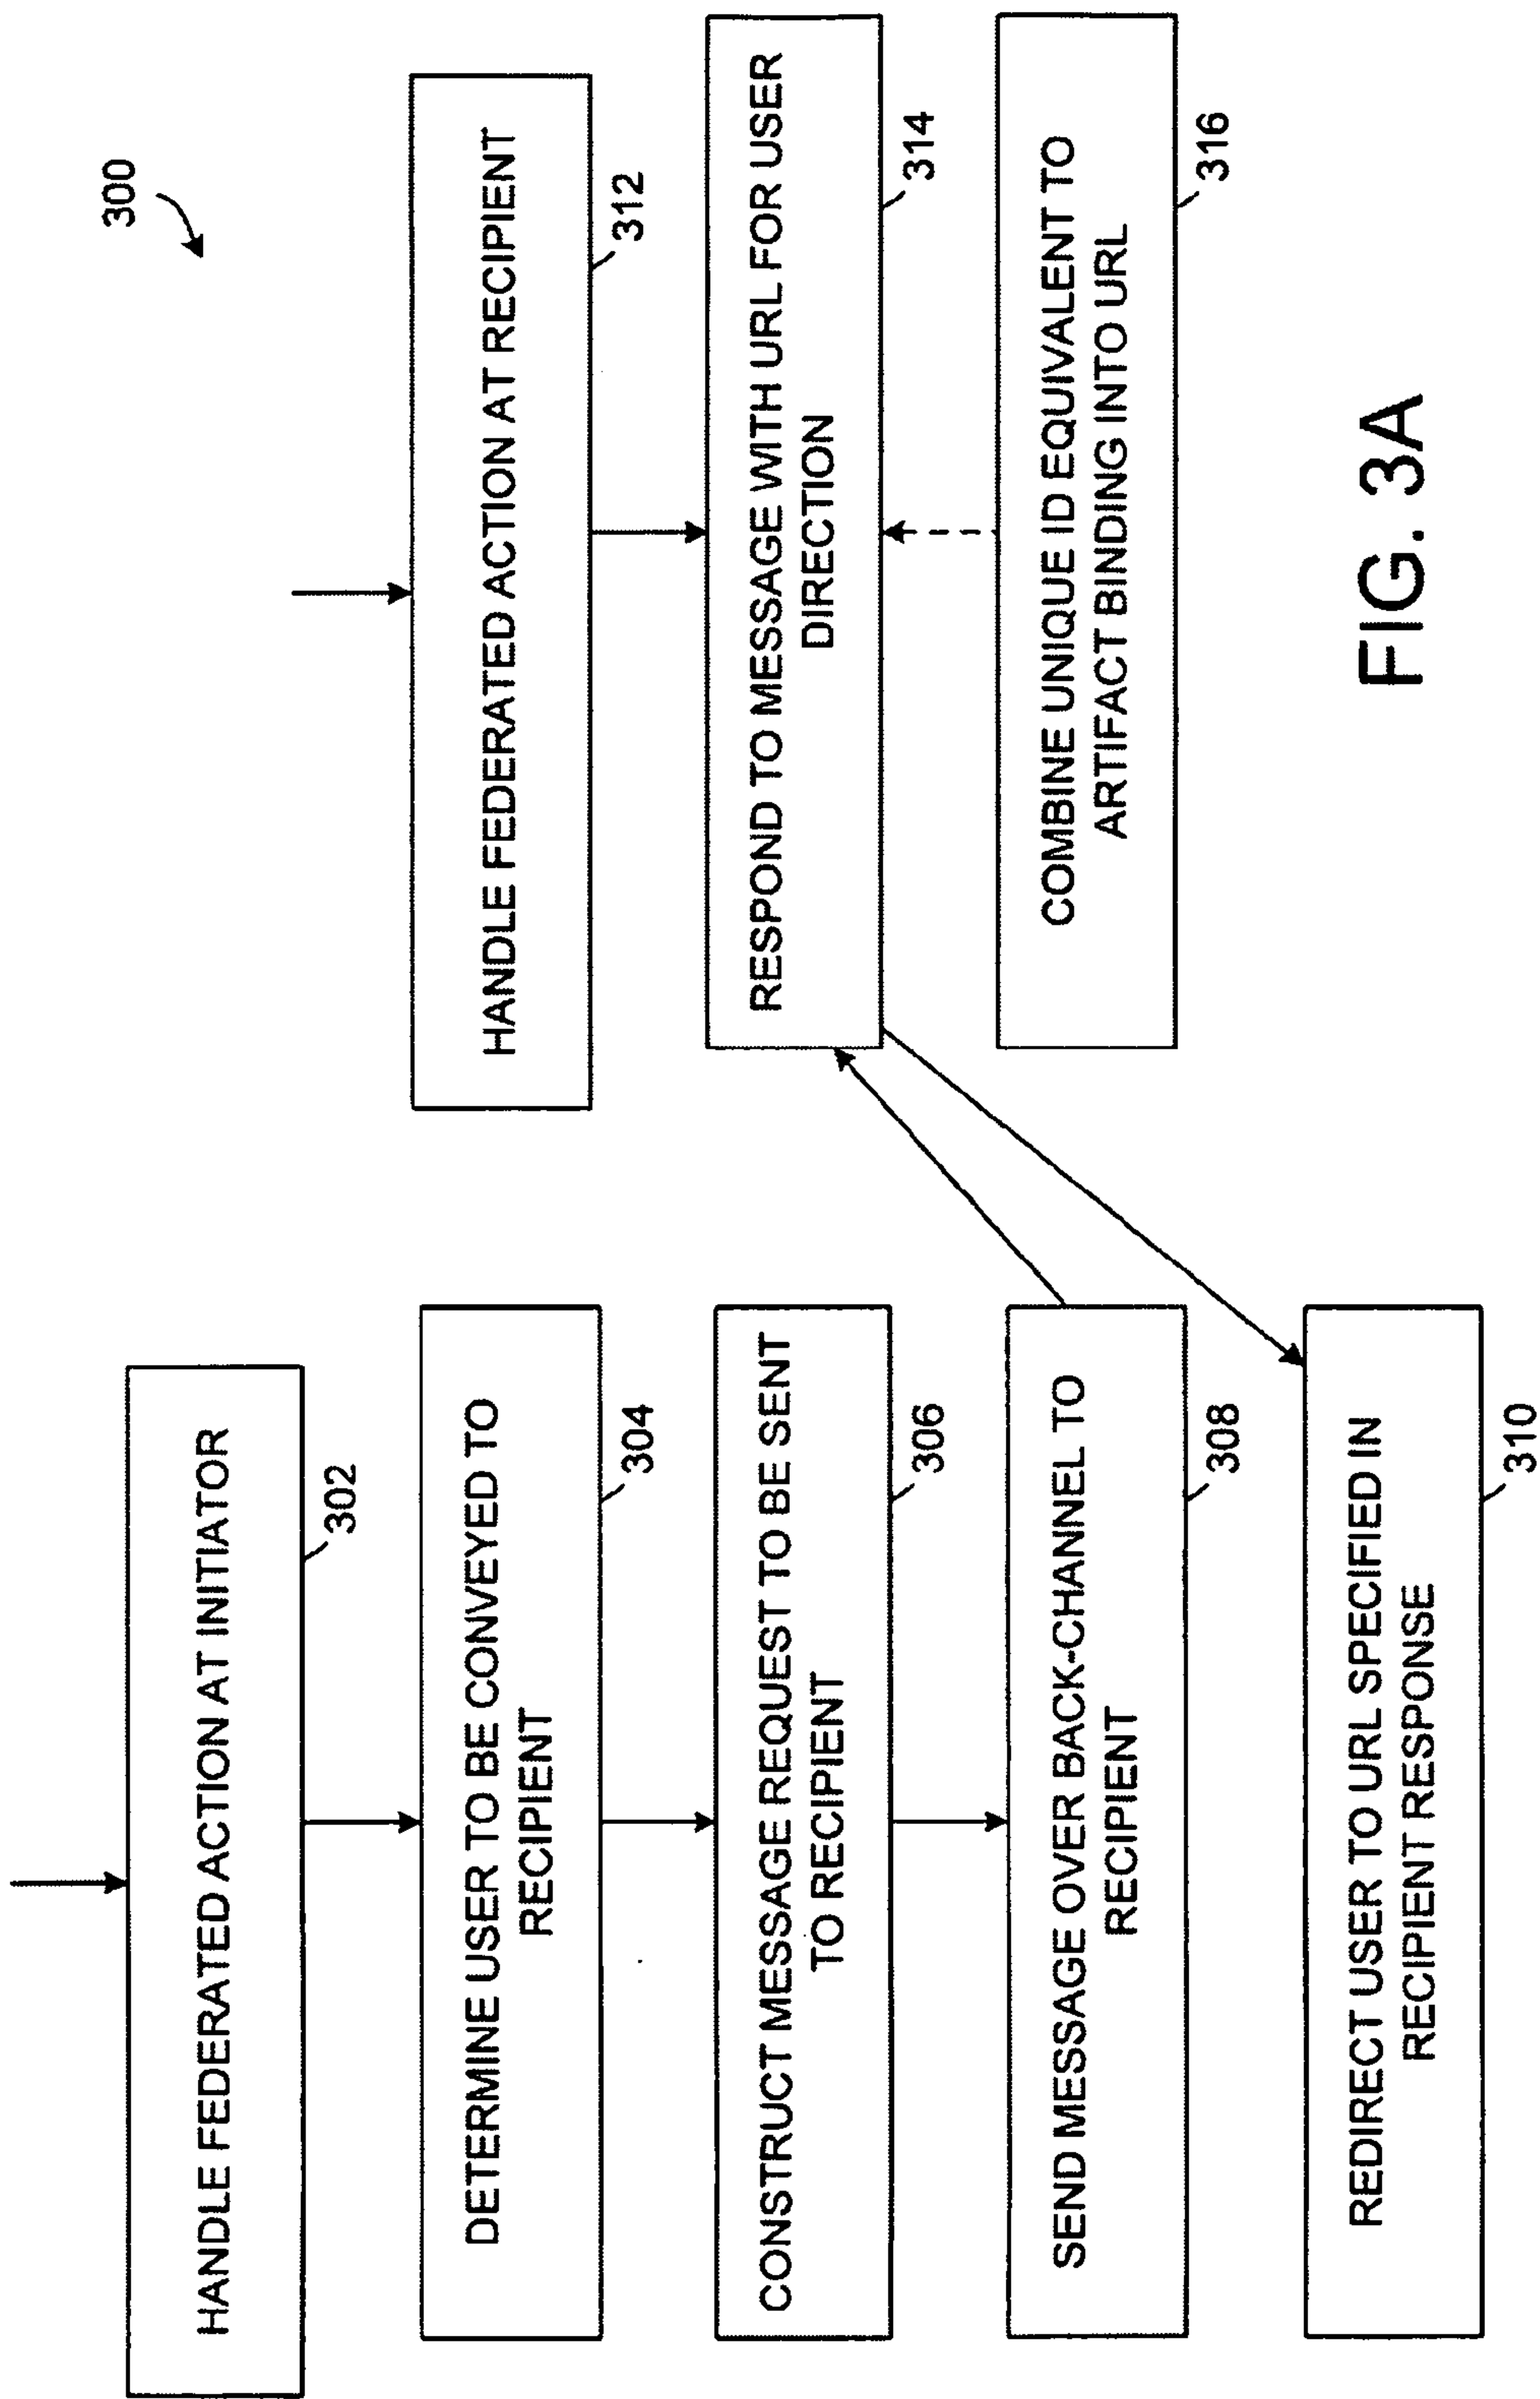 300
HANDLE FEDERATED ACTION AT INITIATOR
302
DETERMINE USER TO BE CONVEYED TO
RECIPIENT
304
CONSTRUCT MESSAGE REQUEST TO BE SENT
TO RECIPIENT
306
SEND MESSAGE OVER BACK-CHANNEL TO
RECIPIENT
308
REDIRECT USER TO URL SPECIFIED IN
RECIPIENT RESPONSE
310
HANDLE FEDERATED ACTION AT RECIPIENT
312
RESPOND TO MESSAGE WITH URL FOR USER
DIRECTION
314
COMBINE UNIQUE ID EQUIVALENT TO
ARTIFACT BINDING INTO URL
316
FIG. 3A